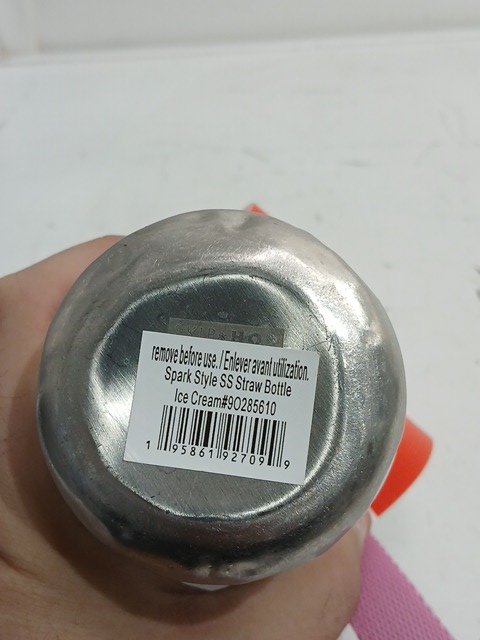 remove before use. / Enlever avant utilization.
Spark Style SS Straw Bottle
Ice Cream#9O285610
1 95861 92709 9